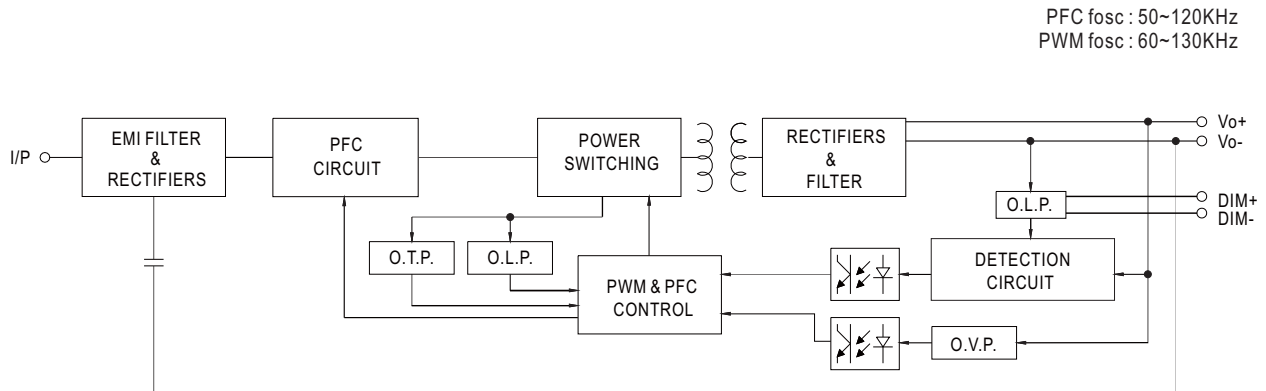 PFC fosc : 50~120KHz
PWM fosc : 60~130KHz
I/P
EMI FILTER
&
RECTIFIERS
PFC
CIRCUIT
POWER
SWITCHING
RECTIFIERS
&
FILTER
Vo+
Vo-
DIM+
DIM-
O.L.P.
O.T.P.
O.L.P.
PWM & PFC
CONTROL
DETECTION
CIRCUIT
O.V.P.